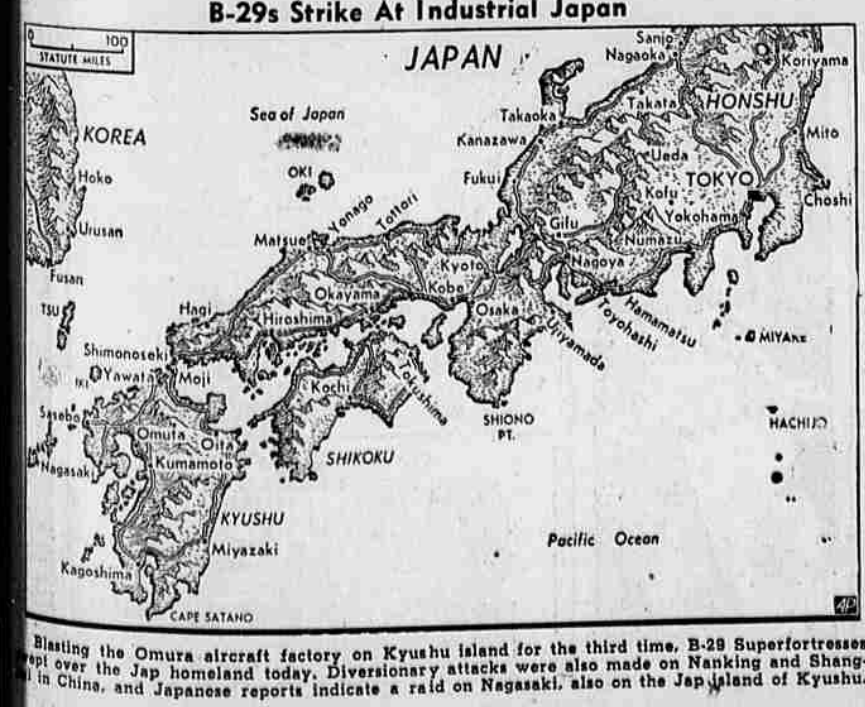 B-29s Strike At Industrial Japan
0 100
STATUTE MILES
JAPAN
Sanjo
Nagaoka
Koriyama
KOREA
Sea of Japan
Takaoka
Takata
HONSHU
Kanazawa
Mito
Hoko
OKI
Ueda
Fukui
Kofu
TOKYO
Choshi
Urusan
Yonago
Tottori
Gifu
Yokohama
Matsue
Numazu
Fusan
Kyoto
Nagoya
TSU
Okayama
Kobe
Hagi
Hiroshima
Osaka
Hamamatsu
Toyohashi
Ujiyamada
MIYAKE
Shimonoseki
IKI
Yawata
Moji
Kochi
Tokushima
Sasebo
SHIONO
PT.
HACHIJO
Omuta
Oita
Nagasaki
Kumamoto
SHIKOKU
KYUSHU
Pacific Ocean
Miyazaki
Kagoshima
CAPE SATANO
AP
Blasting the Omura aircraft factory on Kyushu island for the third time, B-29 Superfortresses
over the Jap homeland today. Diversionary attacks were also made on Nanking and Shang-
in China, and Japanese reports indicate a raid on Nagasaki, also on the Jap island of Kyushu.